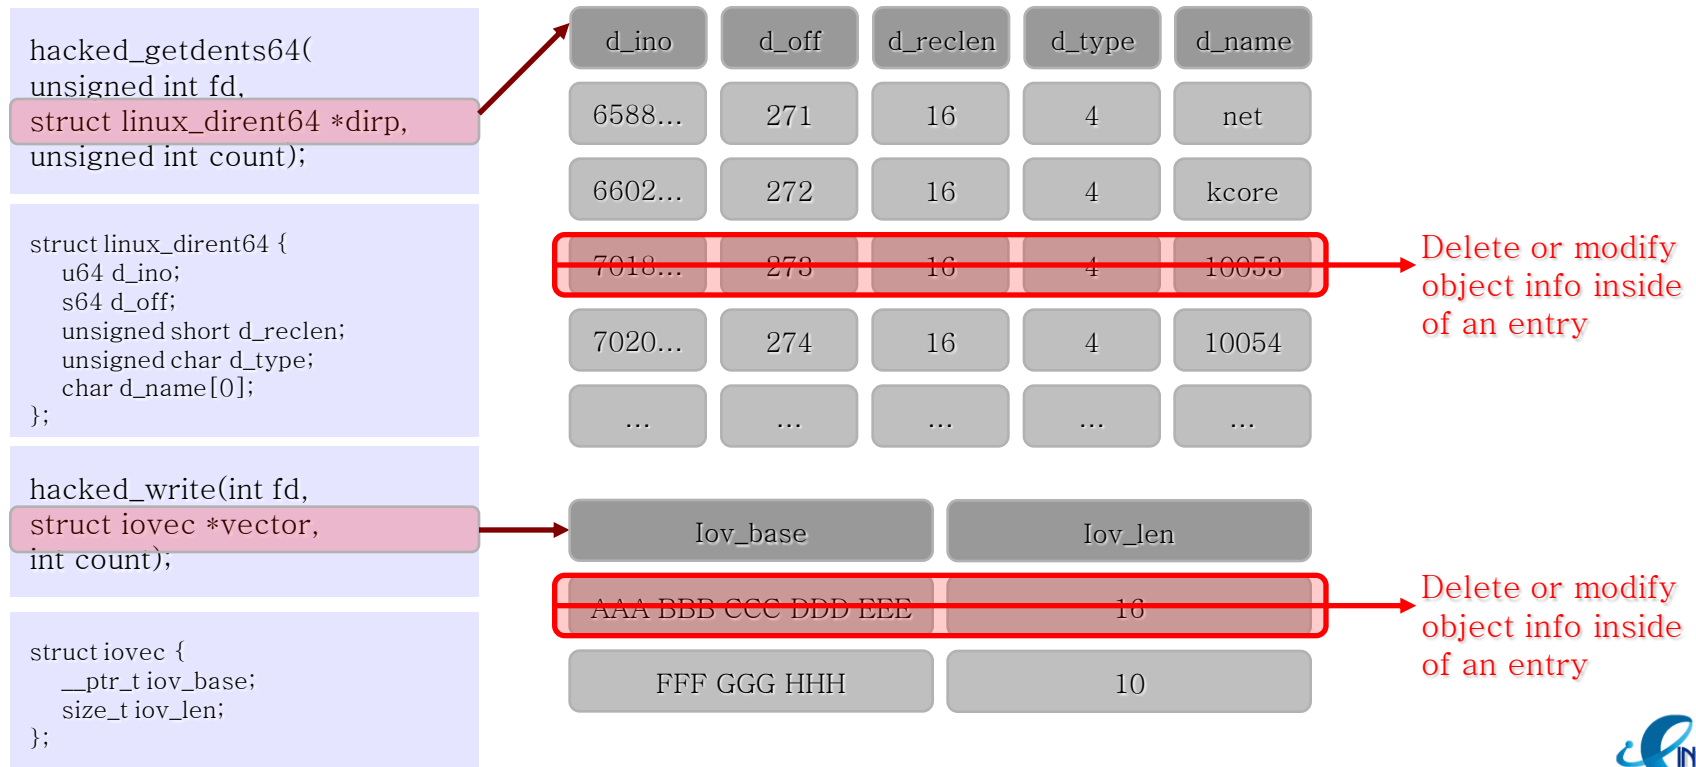 hacked_getdents64(
unsigned int fd,
struct linux_dirent64 *dirp,
unsigned int count);
struct linux_dirent64 {
u64 d_ino;
s64 d_off;
unsigned short d_reclen;
unsigned char d_type;
char d_name[0];
};
hacked_write(int fd,
struct iovec *vector,
int count);
struct iovec {
__ptr_t iov_base;
size_t iov_len;
};
d_ino d_off d_reclen d_type d_name
6588... 271 16 4 net
6602... 272 16 4 kcore
7018... 273 16 4 10053
7020... 274 16 4 10054
... ... ... ... ...
Delete or modify
object info inside
of an entry
Iov_base Iov_len
AAA BBB CCC DDD EEE 16
FFF GGG HHH 10
Delete or modify
object info inside
of an entry
IN